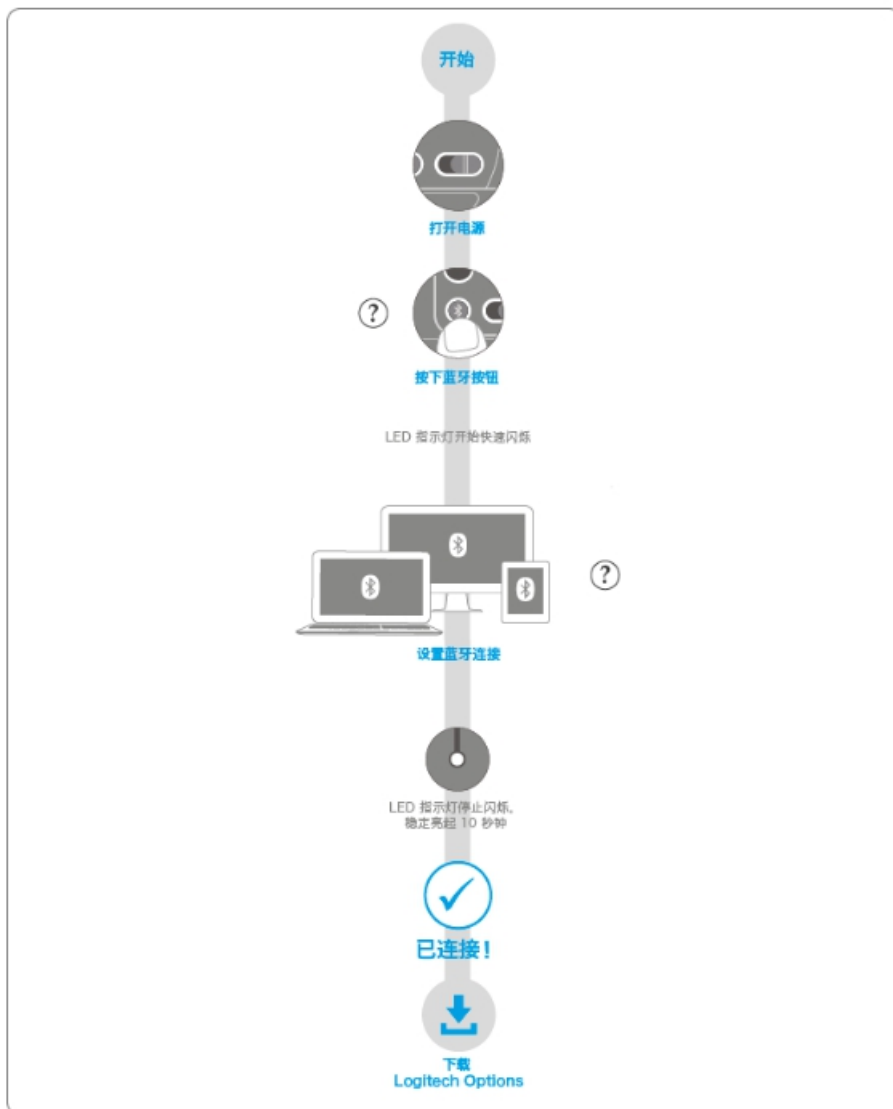 开始
打开电源
?
按下蓝牙按钮
LED 指示灯开始快速闪烁
?
设置蓝牙连接
LED 指示灯停止闪烁,
稳定亮起 10 秒钟
已连接!
下载
Logitech Options